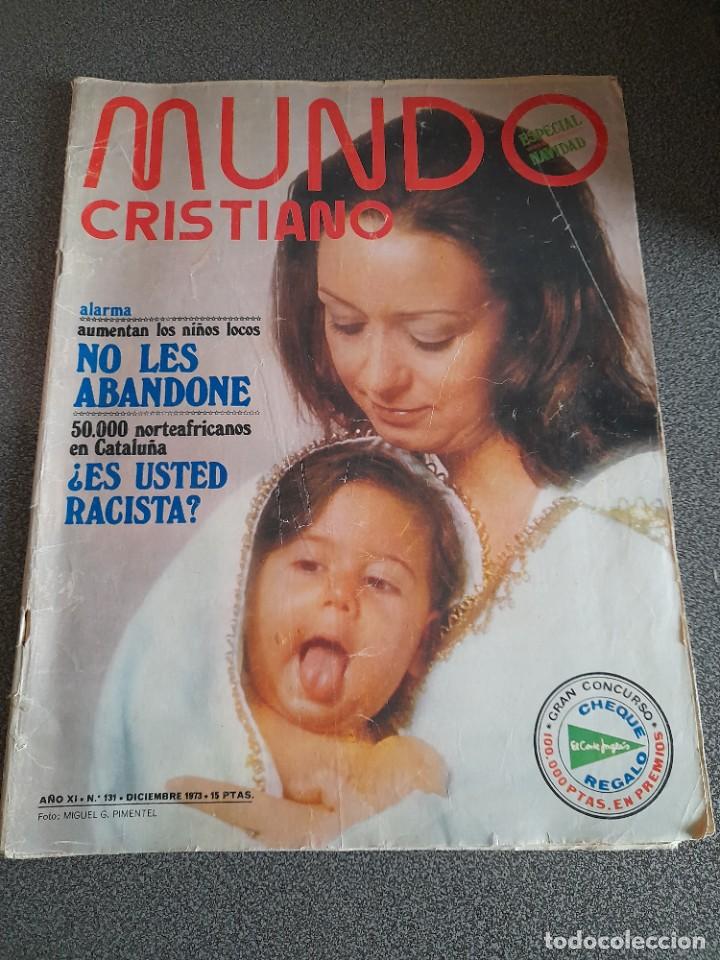 MUNDO
CRISTIANO
ESPECIAL
NAVIDAD
alarma
aumentan los niños locos
NO LES
ABANDONE
50.000 norteafricanos
en Cataluña
¿ES USTED
RACISTA?
GRAN CONCURSO
CHEQUE
El Corte Inglés
REGALO
100.000 PTAS. EN PREMIOS
AÑO XI • N.° 131 • DICIEMBRE 1973 • 15 PTAS.
Foto: MIGUEL G. PIMENTEL
todocoleccion